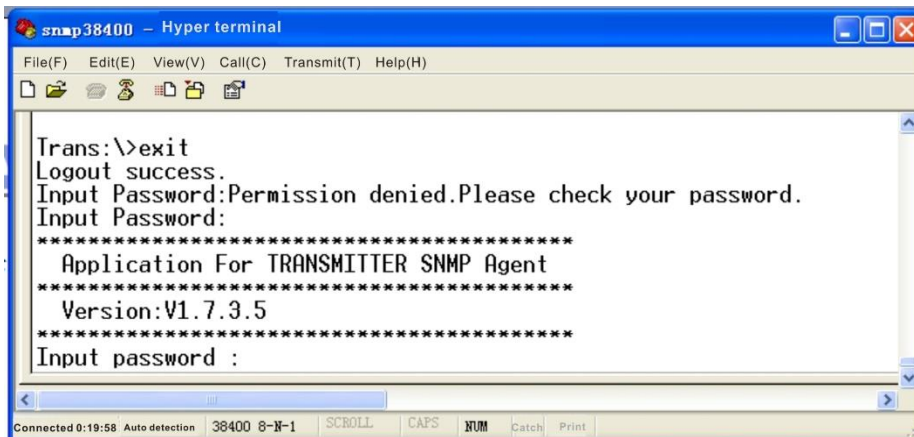 snmp38400 – Hyper terminal
File(F) Edit(E) View(V) Call(C) Transmit(T) Help(H)
Trans:\>exit
Logout success.
Input Password:Permission denied.Please check your password.
Input Password:
******************************************
Application For TRANSMITTER SNMP Agent
******************************************
Version:V1.7.3.5
******************************************
Input password :
Connected 0:19:58 Auto detection 38400 8-N-1 SCROLL CAPS NUM Catch Print